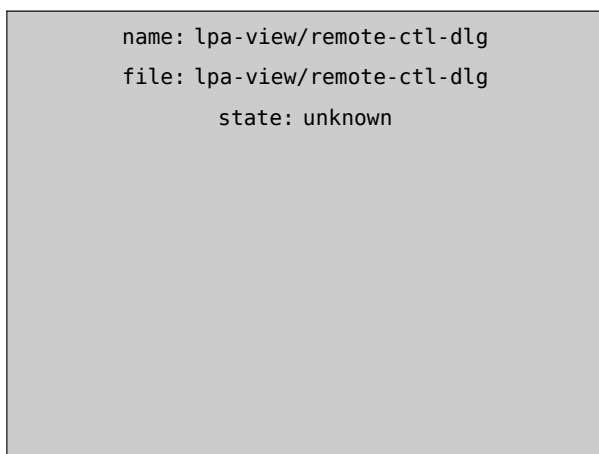 name: lpa-view/remote-ctl-dlg
file: lpa-view/remote-ctl-dlg
state: unknown